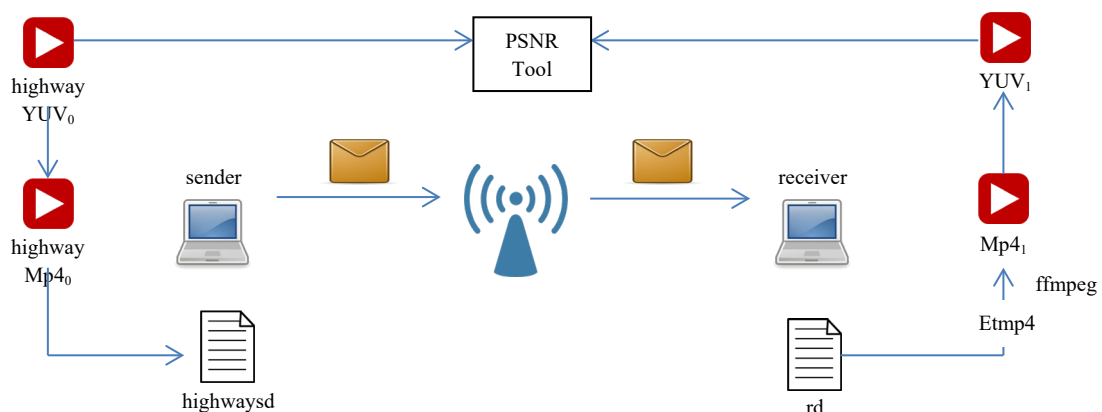 PSNR
Tool
highway
YUV₀
YUV₁
sender
receiver
highway
Mp4₀
Mp4₁
ffmpeg
Etmp4
highwaysd
rd